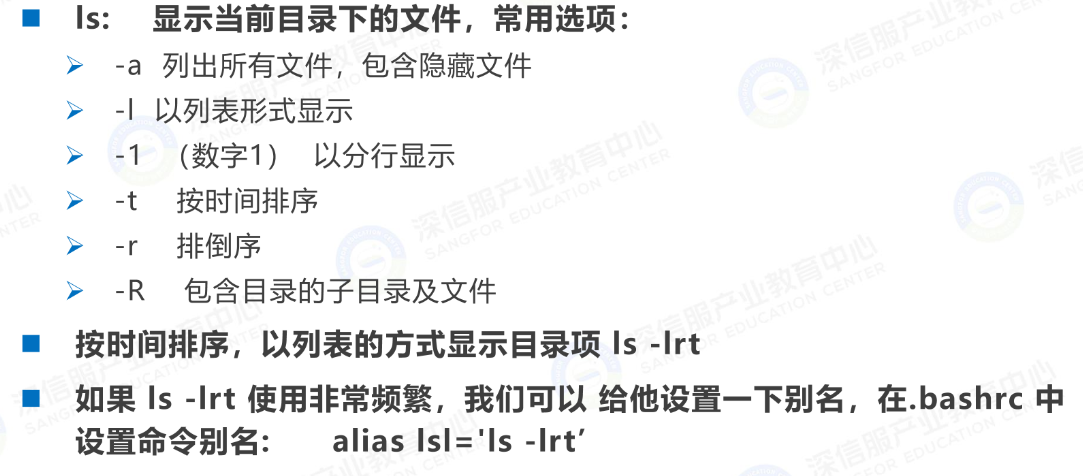 ls: 显示当前目录下的文件，常用选项：
-a 列出所有文件，包含隐藏文件
-l 以列表形式显示
-1 （数字1） 以分行显示
-t 按时间排序
-r 排倒序
-R 包含目录的子目录及文件
按时间排序，以列表的方式显示目录项 ls -lrt
如果 ls -lrt 使用非常频繁，我们可以 给他设置一下别名，在.bashrc 中
设置命令别名: alias lsl='ls -lrt’
深信服产业教育中心
SANGFOR EDUCATION CENTER